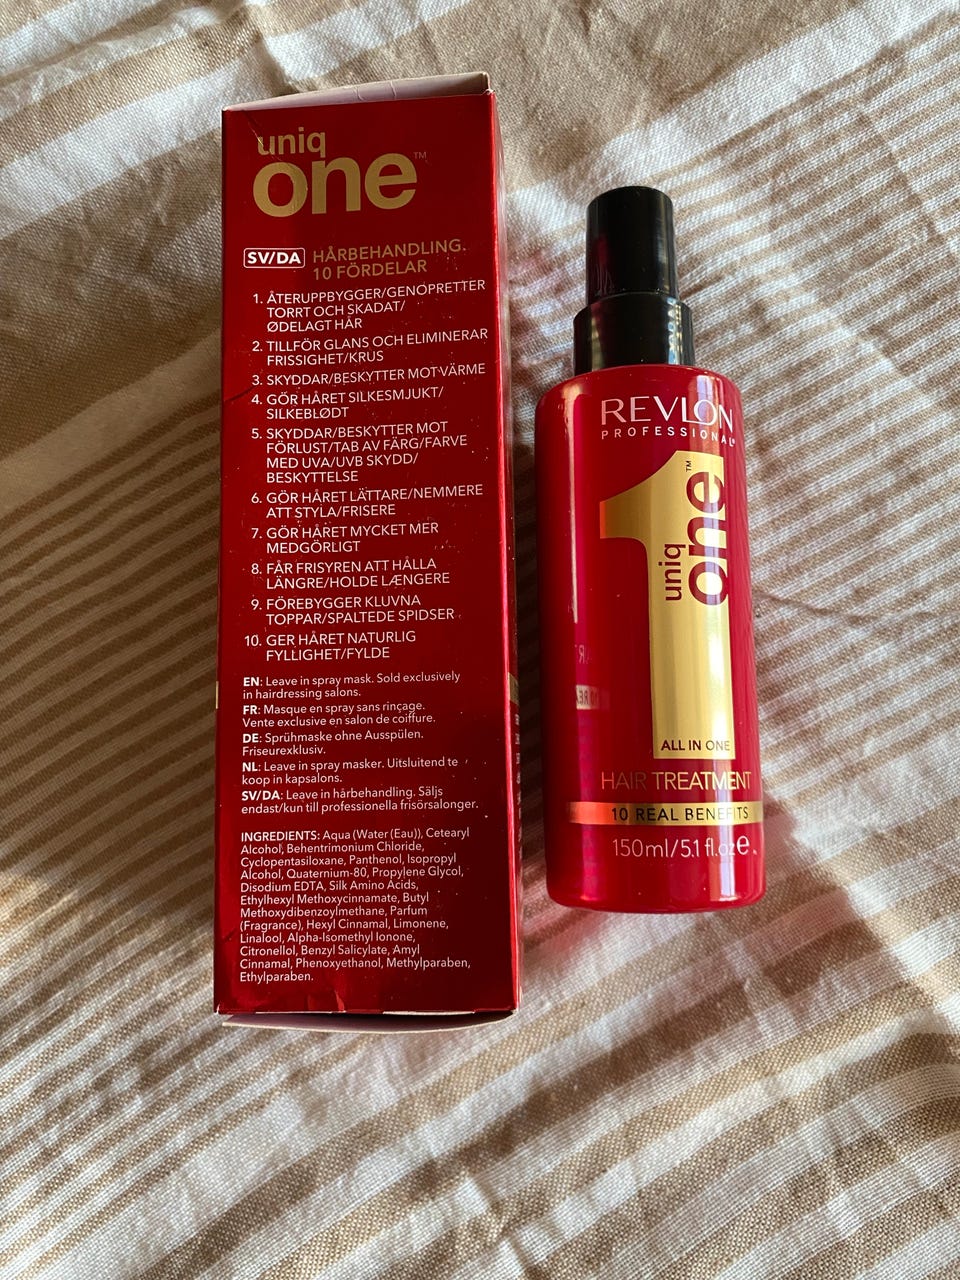 uniq
one™
SV/DA HÅRBEHANDLING.
10 FÖRDELAR
1. ÅTERUPPBYGGER/GENOPRETTER
TORRT OCH SKADAT/
ØDELAGT HÅR
2. TILLFÖR GLANS OCH ELIMINERAR
FRISSIGHET/KRUS
3. SKYDDAR/BESKYTTER MOT VÄRME
4. GÖR HÅRET SILKESMJUKT/
SILKEBLØDT
5. SKYDDAR/BESKYTTER MOT
FÖRLUST/TAB AV FÄRG/FARVE
MED UVA/UVB SKYDD/
BESKYTTELSE
6. GÖR HÅRET LÄTTARE/NEMMERE
ATT STYLA/FRISERE
7. GÖR HÅRET MYCKET MER
MEDGÖRLIGT
8. FÅR FRISYREN ATT HÅLLA
LÄNGRE/HOLDE LÆNGERE
9. FÖREBYGGER KLUVNA
TOPPAR/SPALTEDE SPIDSER
10. GER HÅRET NATURLIG
FYLLIGHET/FYLDE
EN: Leave in spray mask. Sold exclusively
in hairdressing salons.
FR: Masque en spray sans rinçage.
Vente exclusive en salon de coiffure.
DE: Sprühmaske ohne Ausspülen.
Friseurexklusiv.
NL: Leave in spray masker. Uitsluitend te
koop in kapsalons.
SV/DA: Leave in hårbehandling. Säljs
endast/kun till professionella frisörsalonger.
INGREDIENTS: Aqua (Water (Eau)), Cetearyl
Alcohol, Behentrimonium Chloride,
Cyclopentasiloxane, Panthenol, Isopropyl
Alcohol, Quaternium-80, Propylene Glycol,
Disodium EDTA, Silk Amino Acids,
Ethylhexyl Methoxycinnamate, Butyl
Methoxydibenzoylmethane, Parfum
(Fragrance), Hexyl Cinnamal, Limonene,
Linalool, Alpha-Isomethyl Ionone,
Citronellol, Benzyl Salicylate, Amyl
Cinnamal, Phenoxyethanol, Methylparaben,
Ethylparaben.
REVLON
PROFESSIONAL®
1
uniq
one™
ALL IN ONE
HAIR TREATMENT
10 REAL BENEFITS
150ml/5.1 fl.oz e